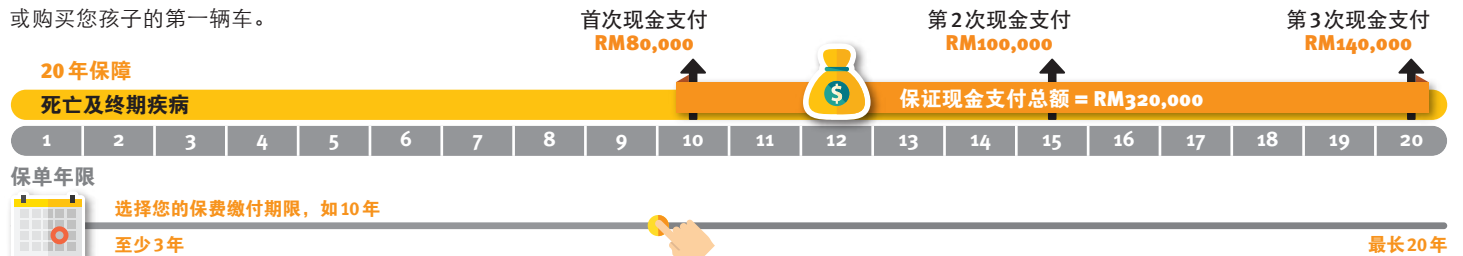 或购买您孩子的第一辆车。
首次现金支付
RM80,000
第2次现金支付
RM100,000
第3次现金支付
RM140,000
20年保障
死亡及终期疾病
$
保证现金支付总额 = RM320,000
1 2 3 4 5 6 7 8 9 10 11 12 13 14 15 16 17 18 19 20
保单年限
选择您的保费缴付期限，如10年
至少3年
最长20年